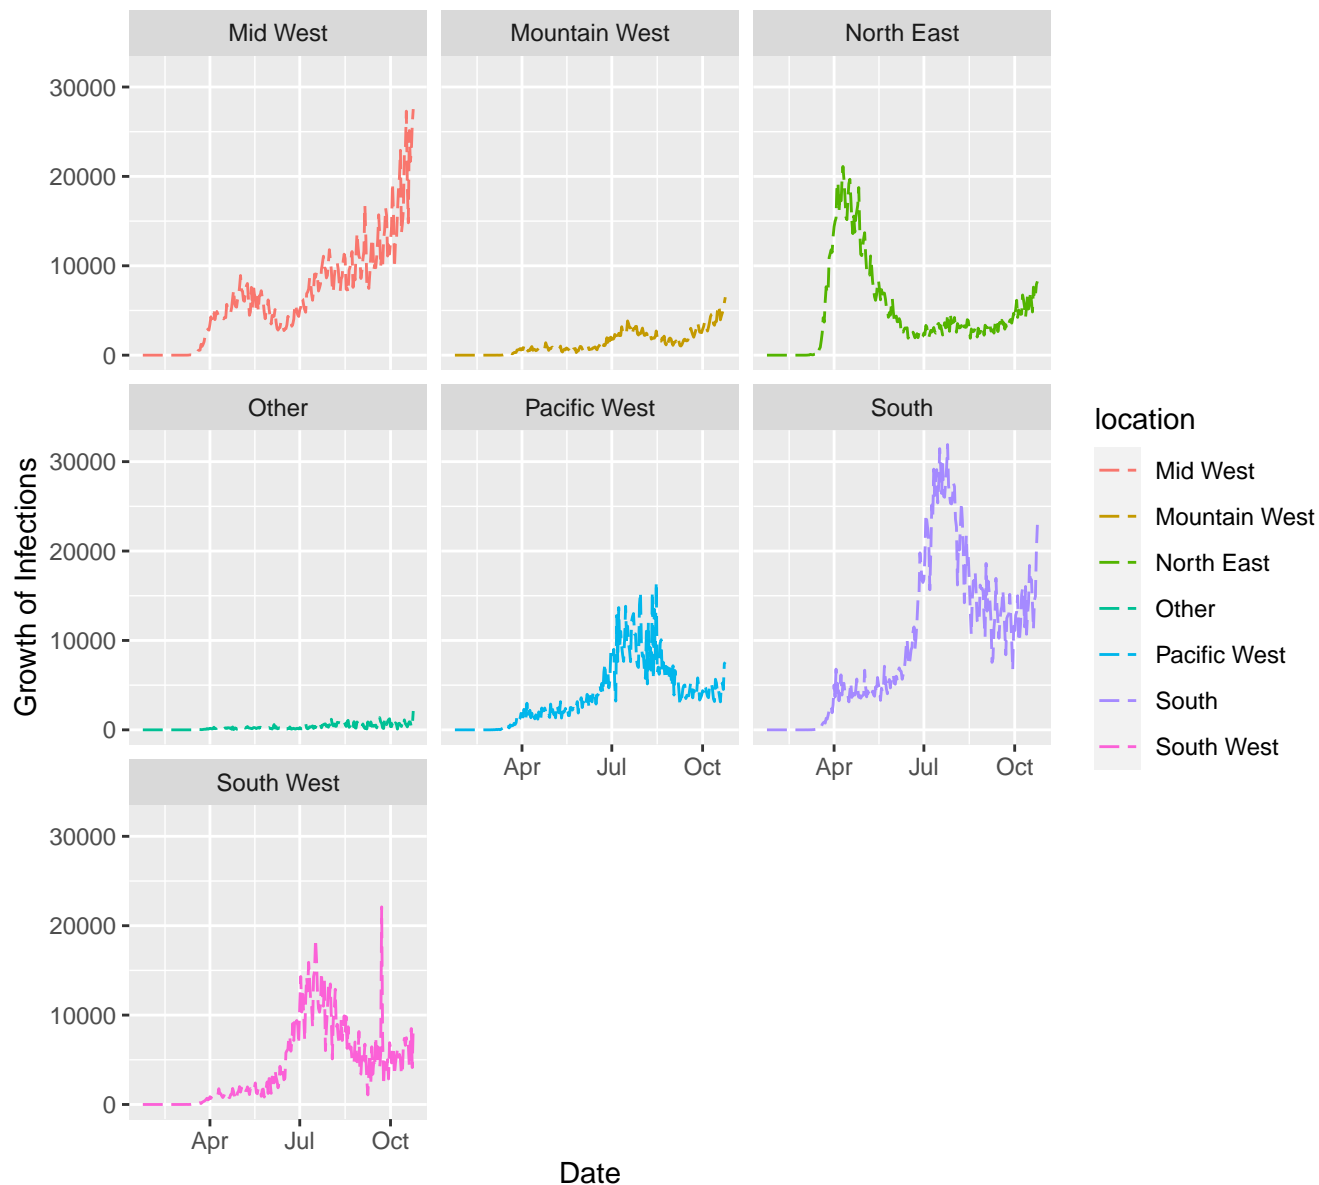 Mid West
Mountain West
North East
30000
20000
10000
0
Other
Pacific West
South
30000
20000
10000
0
Apr
Jul
Oct
Apr
Jul
Oct
South West
30000
20000
10000
0
Apr
Jul
Oct
Date
Growth of Infections
location
Mid West
Mountain West
North East
Other
Pacific West
South
South West